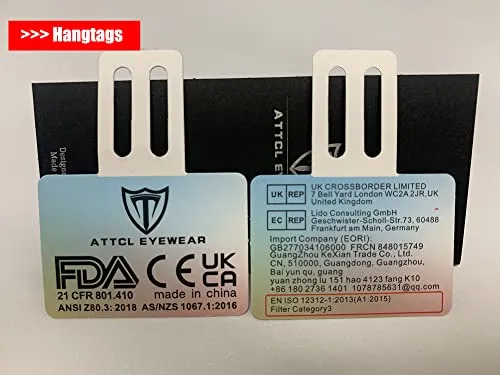 >>> Hangtags
ATTCL
Designe
Made
ATTCL EYEWEAR
FDA CE UKCA
21 CFR 801.410 made in china
ANSI Z80.3: 2018 AS/NZS 1067.1:2016
UK REP UK CROSSBORDER LIMITED
7 Bell Yard London WC2A 2JR,UK
United Kingdom
EC REP Lido Consulting GmbH
Geschwister-Scholl-Str.73, 60488
Frankfurt am Main, Germany
Import Company (EORI):
GB277034106000 FRCN 848015749
GuangZhou KeXian Trade Co., Ltd.
CN, 510000, Guangdong, Guangzhou,
Bai yun qu, guang
yuan zhong lu 151 hao 4123 fang K10
+86 180 2736 1401 1078785631@qq.com
EN ISO 12312-1:2013(A1:2015)
Filter Category3